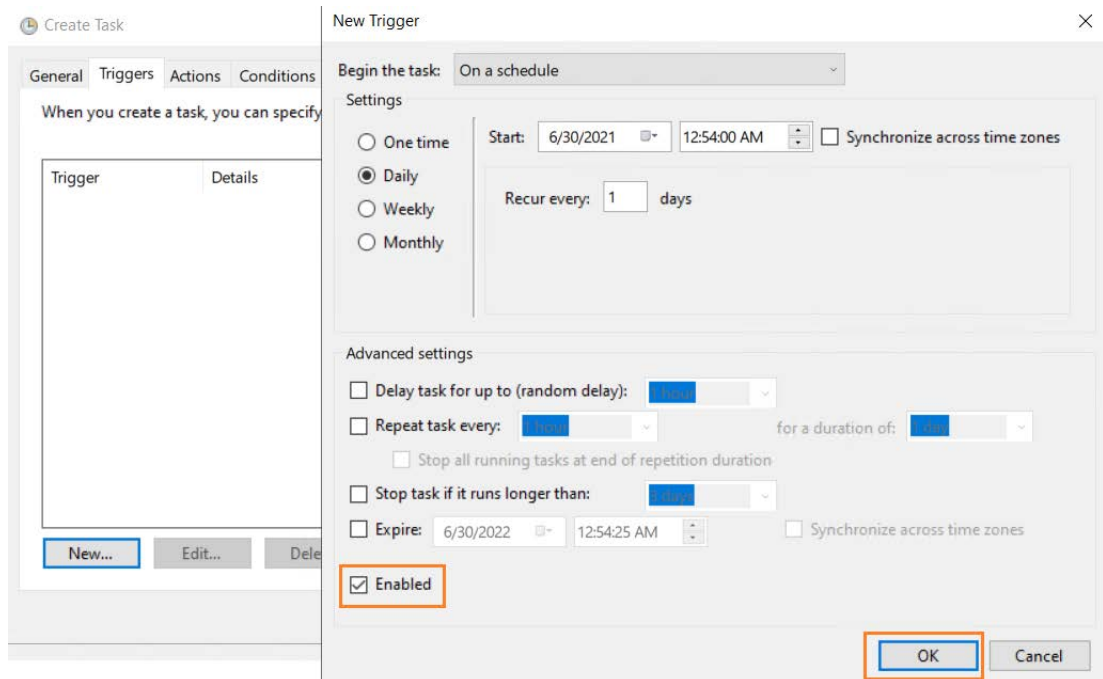 Create Task
General Triggers Actions Conditions
When you create a task, you can specify
Trigger Details
New... Edit... Dele
New Trigger
Begin the task: On a schedule
Settings
One time
Daily
Weekly
Monthly
Start: 6/30/2021 12:54:00 AM Synchronize across time zones
Recur every: 1 days
Advanced settings
Delay task for up to (random delay): 1 hour
Repeat task every: 1 hour for a duration of: 1 day
Stop all running tasks at end of repetition duration
Stop task if it runs longer than: 3 days
Expire: 6/30/2022 12:54:25 AM Synchronize across time zones
Enabled
OK Cancel